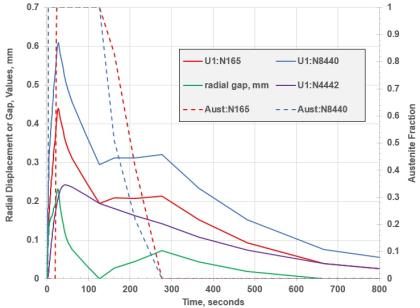 0.7
0.6
0.5
0.4
0.3
0.2
0.1
0
Radial Displacement or Gap, Values, mm
U1:N165
U1:N8440
radial gap, mm
U1:N4442
Aust:N165
Aust:N8440
1
0.9
0.8
0.7
0.6
0.5
0.4
0.3
0.2
0.1
0
Austenite Fraction
0 100 200 300 400 500 600 700 800
Time, seconds